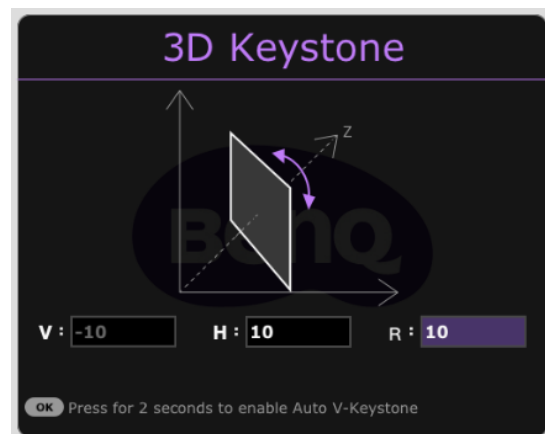 3D Keystone
Z
BenQ
V : -10 H : 10 R : 10
OK Press for 2 seconds to enable Auto V-Keystone